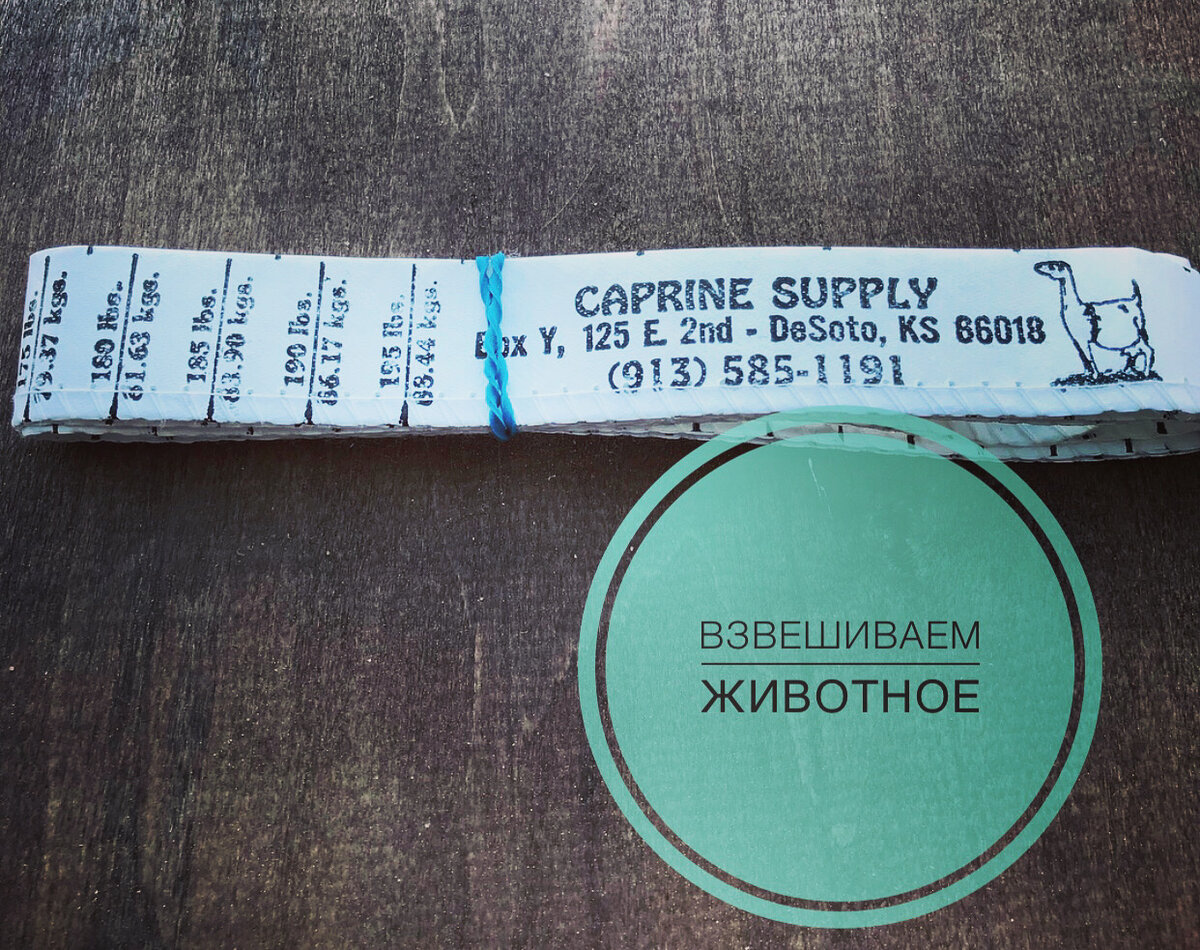 175 lbs.
79.37 kgs.
180 lbs.
81.63 kgs.
185 lbs.
83.90 kgs.
190 lbs.
86.17 kgs.
195 lbs.
88.44 kgs.
CAPRINE SUPPLY
Box Y, 125 E. 2nd - DeSoto, KS 66018
(913) 585-1191
ВЗВЕШИВАЕМ
ЖИВОТНОЕ